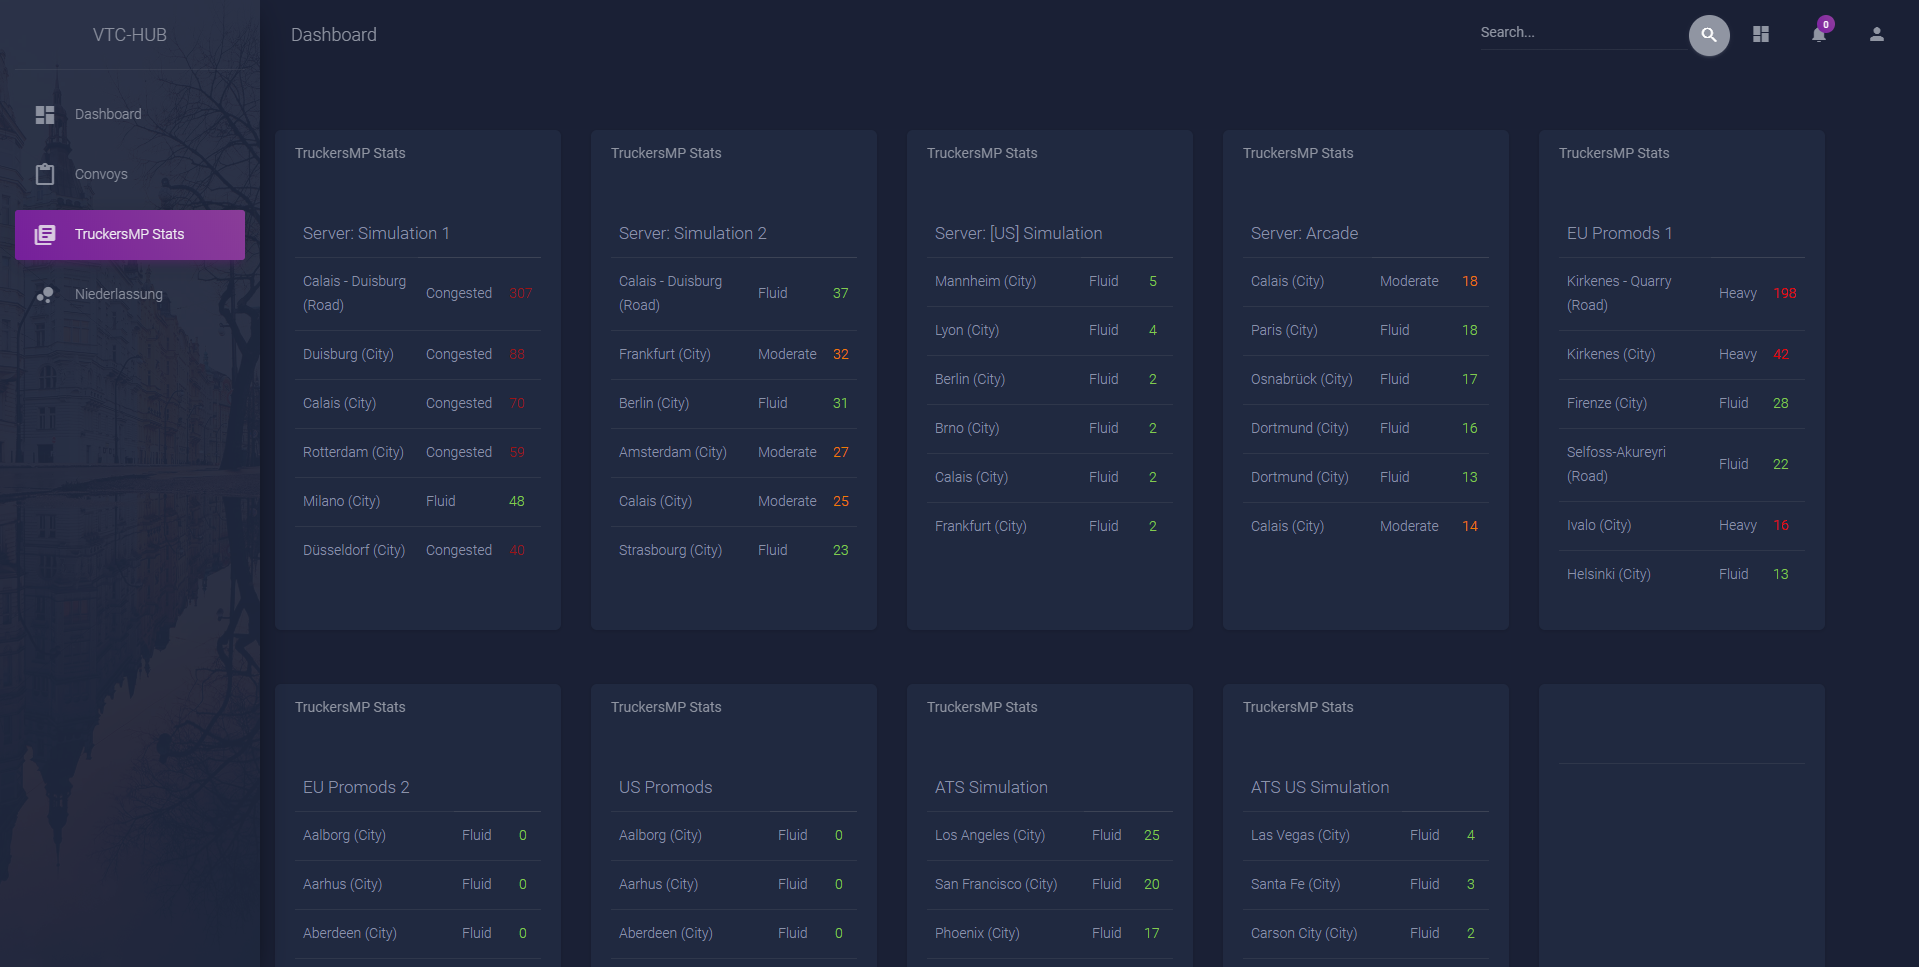 VTC-HUB
Dashboard
Convoys
TruckersMP Stats
Niederlassung
Dashboard
Search...
0
TruckersMP Stats
Server: Simulation 1
Calais - Duisburg
(Road)
Congested 307
Duisburg (City) Congested 88
Calais (City) Congested 70
Rotterdam (City) Congested 59
Milano (City) Fluid 48
Düsseldorf (City) Congested 40
TruckersMP Stats
Server: Simulation 2
Calais - Duisburg
(Road)
Fluid 37
Frankfurt (City) Moderate 32
Berlin (City) Fluid 31
Amsterdam (City) Moderate 27
Calais (City) Moderate 25
Strasbourg (City) Fluid 23
TruckersMP Stats
Server: [US] Simulation
Mannheim (City) Fluid 5
Lyon (City) Fluid 4
Berlin (City) Fluid 2
Brno (City) Fluid 2
Calais (City) Fluid 2
Frankfurt (City) Fluid 2
TruckersMP Stats
Server: Arcade
Calais (City) Moderate 18
Paris (City) Fluid 18
Osnabrück (City) Fluid 17
Dortmund (City) Fluid 16
Dortmund (City) Fluid 13
Calais (City) Moderate 14
TruckersMP Stats
EU Promods 1
Kirkenes - Quarry
(Road)
Heavy 198
Kirkenes (City) Heavy 42
Firenze (City) Fluid 28
Selfoss-Akureyri
(Road)
Fluid 22
Ivalo (City) Heavy 16
Helsinki (City) Fluid 13
TruckersMP Stats
EU Promods 2
Aalborg (City) Fluid 0
Aarhus (City) Fluid 0
Aberdeen (City) Fluid 0
TruckersMP Stats
US Promods
Aalborg (City) Fluid 0
Aarhus (City) Fluid 0
Aberdeen (City) Fluid 0
TruckersMP Stats
ATS Simulation
Los Angeles (City) Fluid 25
San Francisco (City) Fluid 20
Phoenix (City) Fluid 17
TruckersMP Stats
ATS US Simulation
Las Vegas (City) Fluid 4
Santa Fe (City) Fluid 3
Carson City (City) Fluid 2